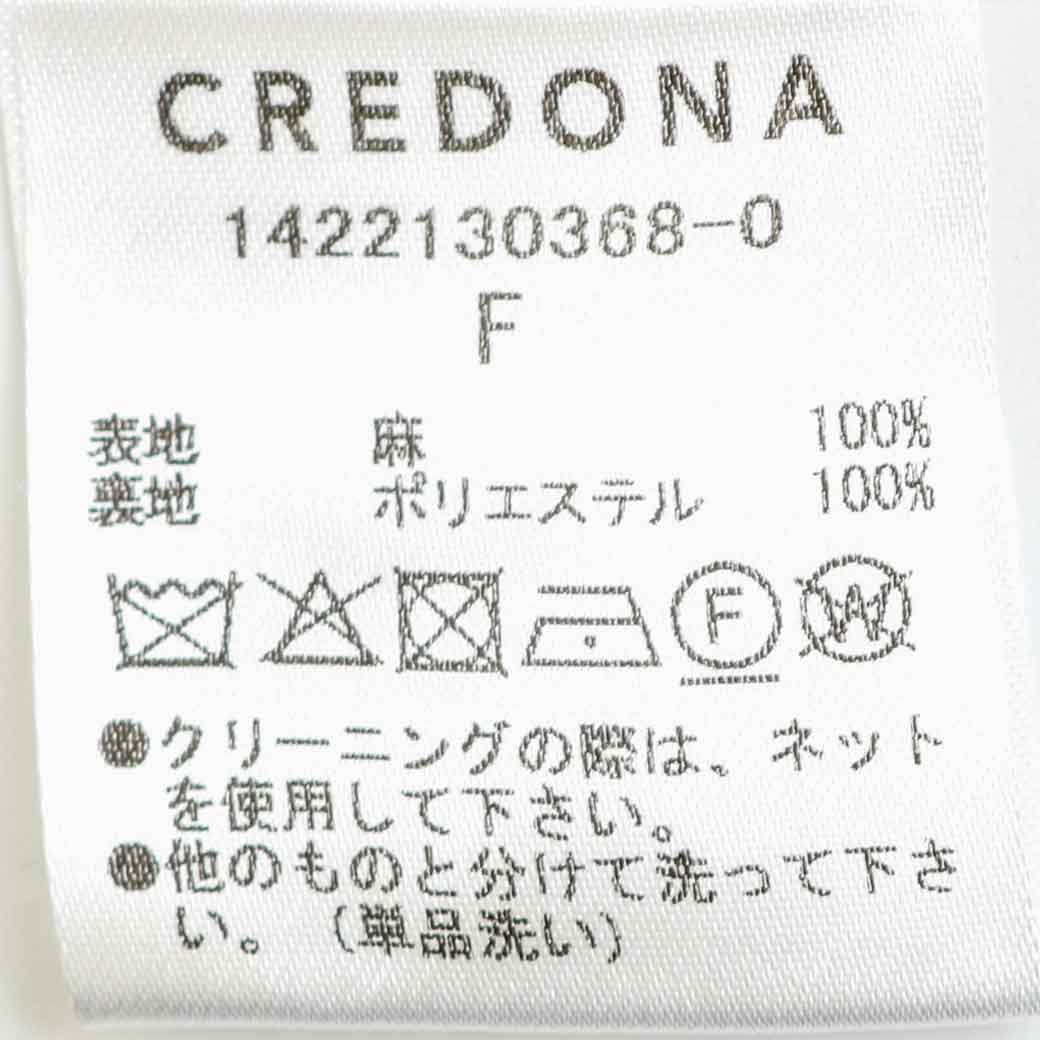 CREDONA
1422130368-0
F
表地 麻 100%
裏地 ポリエステル 100%
F W
●クリーニングの際は、ネット
を使用して下さい。
●他のものと分けて洗って下さ
い。(単品洗い)